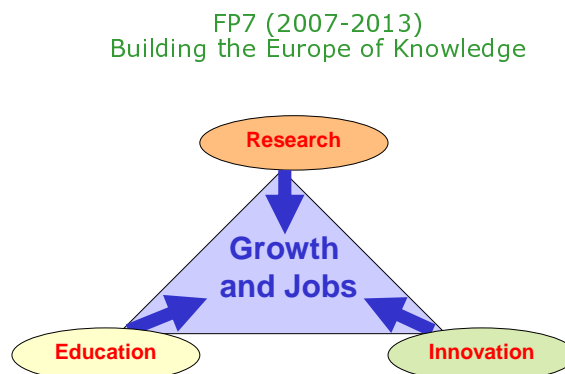 FP7 (2007-2013)
Building the Europe of Knowledge
Research
Growth
and Jobs
Education
Innovation